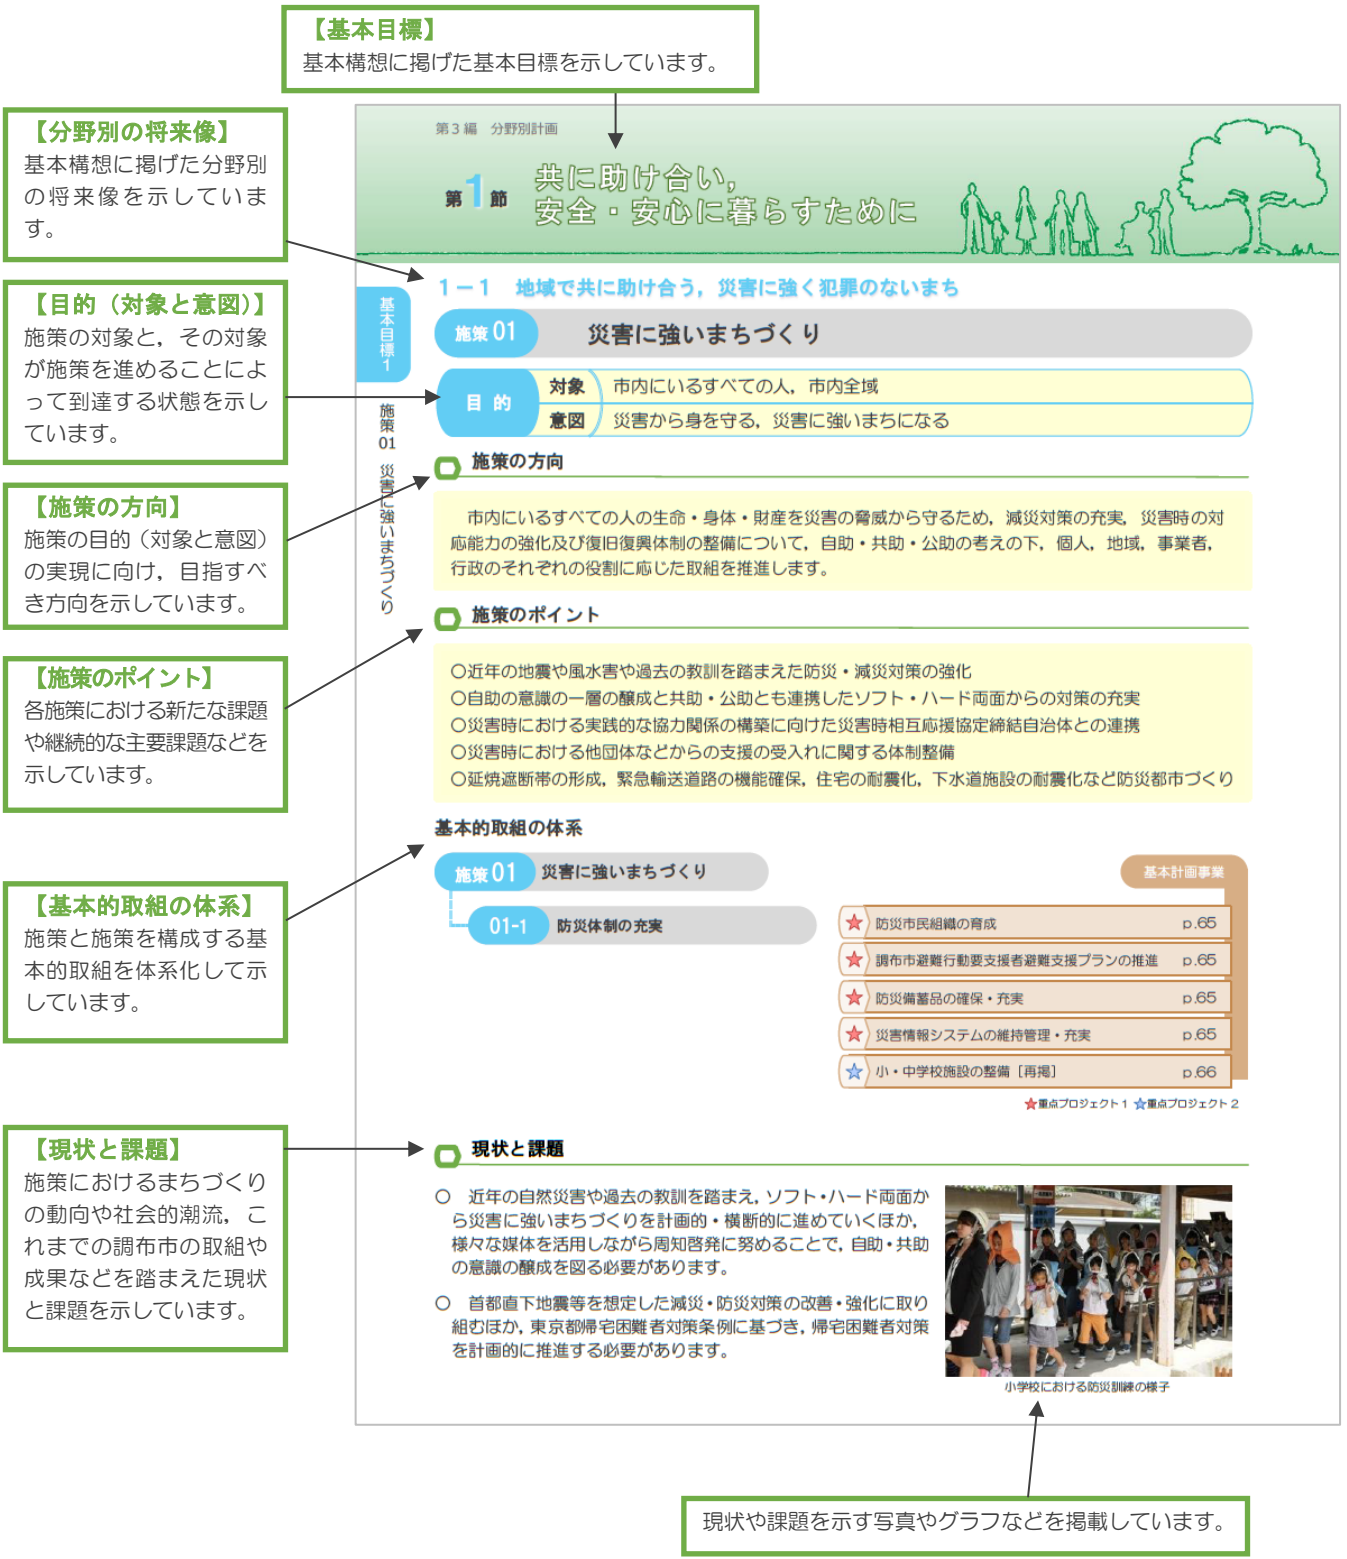 【基本目標】
基本構想に掲げた基本目標を示しています。
【分野別の将来像】
基本構想に掲げた分野別
の将来像を示していま
す。
【目的（対象と意図）】
施策の対象と，その対象
が施策を進めることによ
って到達する状態を示し
ています。
【施策の方向】
施策の目的（対象と意図）
の実現に向け，目指すべ
き方向を示しています。
【施策のポイント】
各施策における新たな課題
や継続的な主要課題などを
示しています。
【基本的取組の体系】
施策と施策を構成する基
本的取組を体系化して示
しています。
【現状と課題】
施策におけるまちづくり
の動向や社会的潮流，こ
れまでの調布市の取組や
成果などを踏まえた現状
と課題を示しています。
第３編　分野別計画
第1節
共に助け合い，
安全・安心に暮らすために
基本目標1
施策01　災害に強いまちづくり
１－１　地域で共に助け合う，災害に強く犯罪のないまち
施策01　災害に強いまちづくり
目的
対象　市内にいるすべての人，市内全域
意図　災害から身を守る，災害に強いまちになる
施策の方向
市内にいるすべての人の生命・身体・財産を災害の脅威から守るため，減災対策の充実，災害時の対
応能力の強化及び復旧復興体制の整備について，自助・共助・公助の考えの下，個人，地域，事業者，
行政のそれぞれの役割に応じた取組を推進します。
施策のポイント
○近年の地震や風水害や過去の教訓を踏まえた防災・減災対策の強化
○自助の意識の一層の醸成と共助・公助とも連携したソフト・ハード両面からの対策の充実
○災害時における実践的な協力関係の構築に向けた災害時相互応援協定締結自治体との連携
○災害時における他団体などからの支援の受入れに関する体制整備
○延焼遮断帯の形成，緊急輸送道路の機能確保，住宅の耐震化，下水道施設の耐震化など防災都市づくり
基本的取組の体系
施策01　災害に強いまちづくり
基本計画事業
01-1　防災体制の充実
★防災市民組織の育成　p.65
★調布市避難行動要支援者避難支援プランの推進　p.65
★防災備蓄品の確保・充実　p.65
★災害情報システムの維持管理・充実　p.65
☆小・中学校施設の整備［再掲］　p.66
★重点プロジェクト１ ☆重点プロジェクト２
現状と課題
○　近年の自然災害や過去の教訓を踏まえ，ソフト・ハード両面か
ら災害に強いまちづくりを計画的・横断的に進めていくほか，
様々な媒体を活用しながら周知啓発に努めることで，自助・共助
の意識の醸成を図る必要があります。
○　首都直下地震等を想定した減災・防災対策の改善・強化に取り
組むほか，東京都帰宅困難者対策条例に基づき，帰宅困難者対策
を計画的に推進する必要があります。
小学校における防災訓練の様子
現状や課題を示す写真やグラフなどを掲載しています。